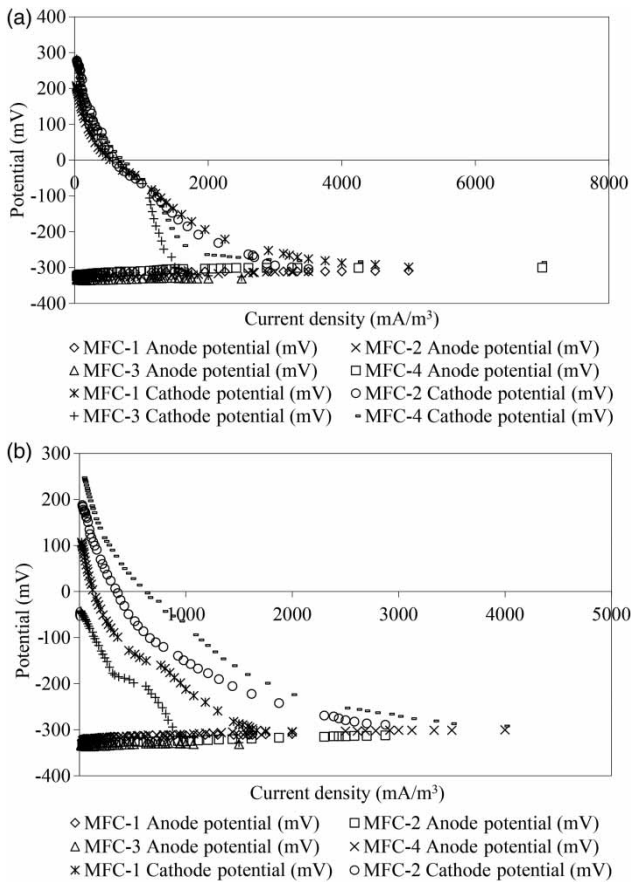 (a)
400
300
200
100
0
-100
-200
-300
-400
0
2000
4000
6000
8000
Potential (mV)
Current density (mA/m³)
MFC-1 Anode potential (mV)
MFC-2 Anode potential (mV)
MFC-3 Anode potential (mV)
MFC-4 Anode potential (mV)
MFC-1 Cathode potential (mV)
MFC-2 Cathode potential (mV)
MFC-3 Cathode potential (mV)
MFC-4 Cathode potential (mV)
(b)
300
200
100
0
-100
-200
-300
-400
0
1000
2000
3000
4000
5000
Potential (mV)
Current density (mA/m³)
MFC-1 Anode potential (mV)
MFC-2 Anode potential (mV)
MFC-3 Anode potential (mV)
MFC-4 Anode potential (mV)
MFC-1 Cathode potential (mV)
MFC-2 Cathode potential (mV)